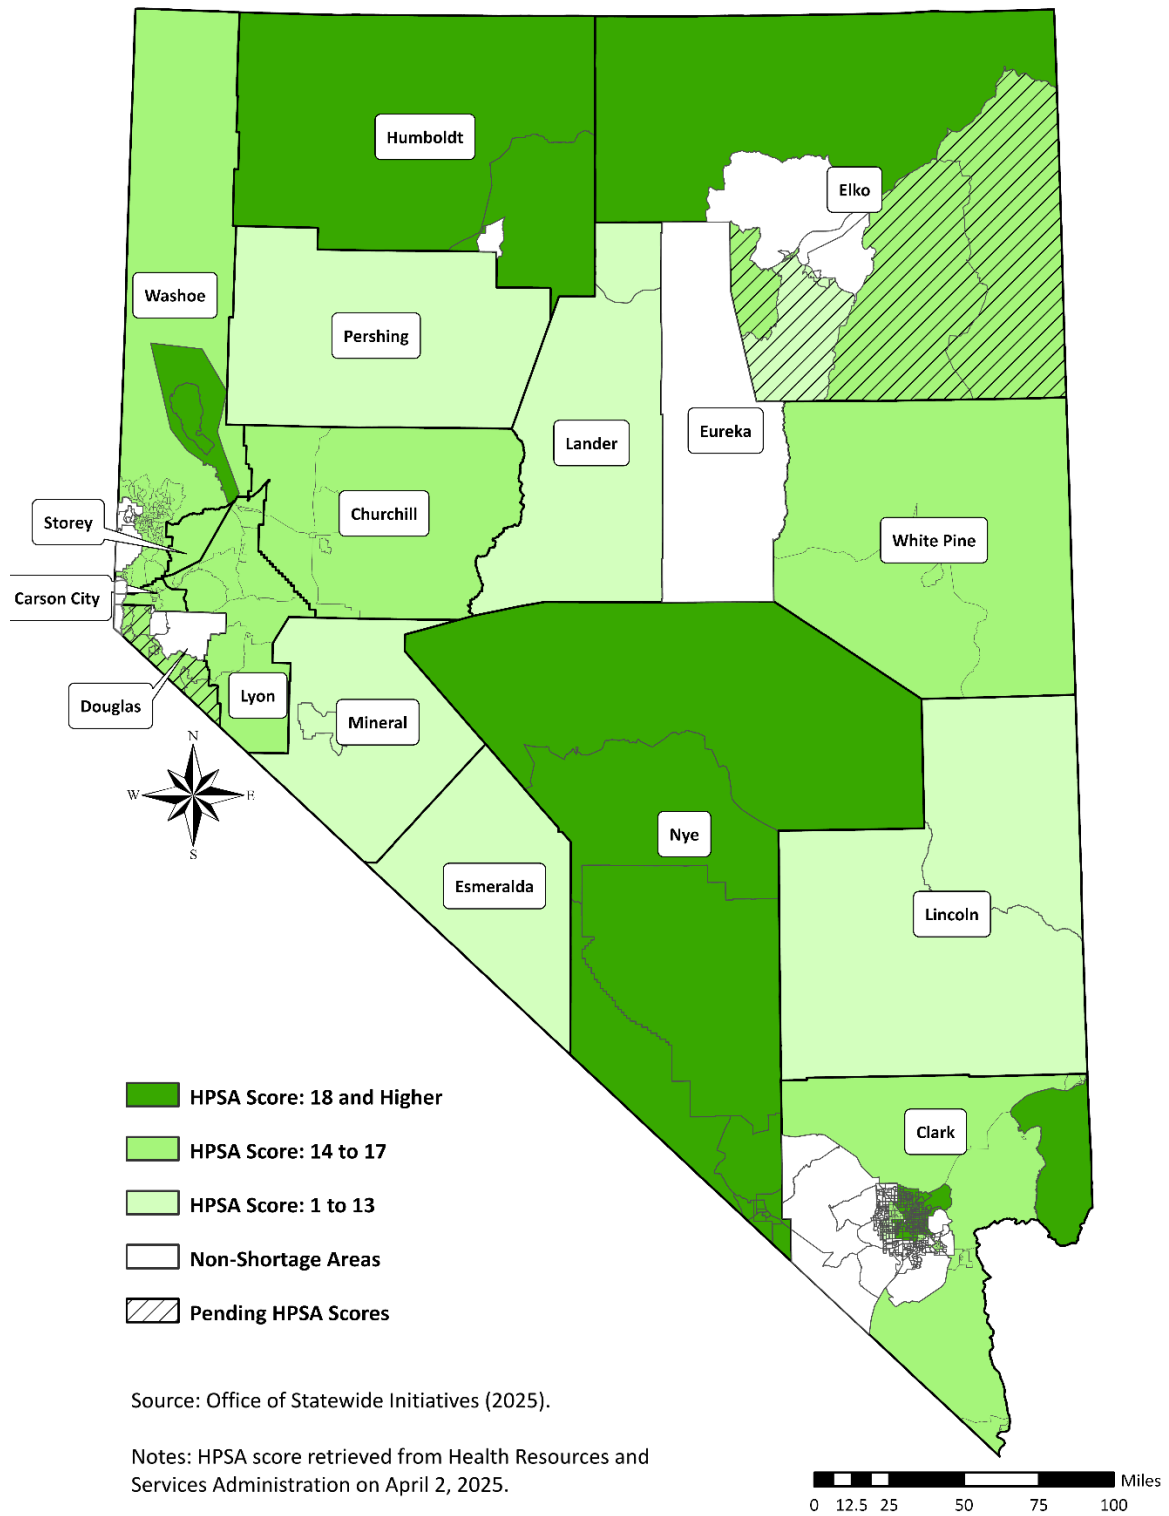 Humboldt
Elko
Washoe
Pershing
Lander
Eureka
Storey
Churchill
White Pine
Carson City
Douglas
Lyon
Mineral
N
W
E
S
Nye
Esmeralda
Lincoln
Clark
HPSA Score: 18 and Higher
HPSA Score: 14 to 17
HPSA Score: 1 to 13
Non-Shortage Areas
Pending HPSA Scores
Source: Office of Statewide Initiatives (2025).
Notes: HPSA score retrieved from Health Resources and
Services Administration on April 2, 2025.
Miles
0 12.5 25 50 75 100